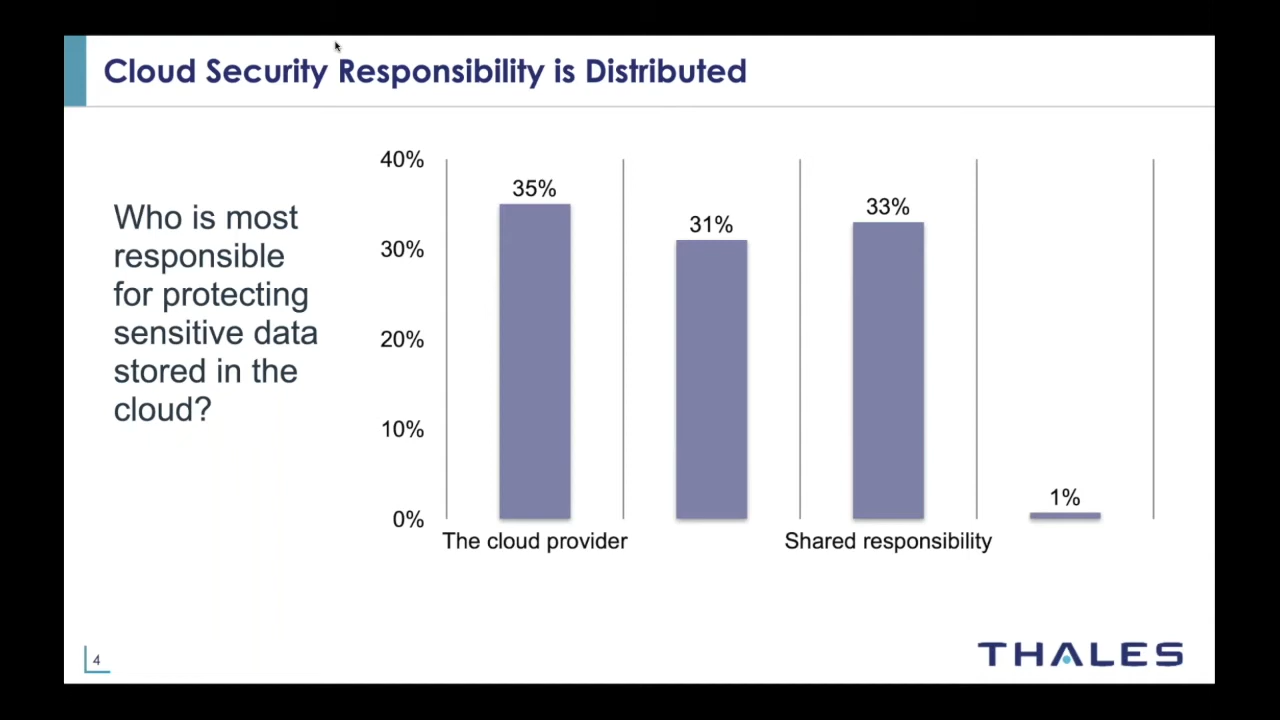 Cloud Security Responsibility is Distributed
Who is most
responsible
for protecting
sensitive data
stored in the
cloud?
40%
30%
20%
10%
0%
35%
31%
33%
1%
The cloud provider
Shared responsibility
4
THALES